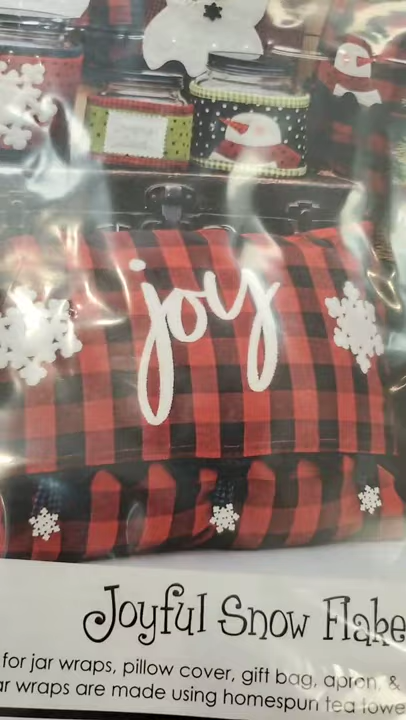 joy
Joyful Snow Flake
for jar wraps, pillow cover, gift bag, apron, &
ar wraps are made using homespun tea towe